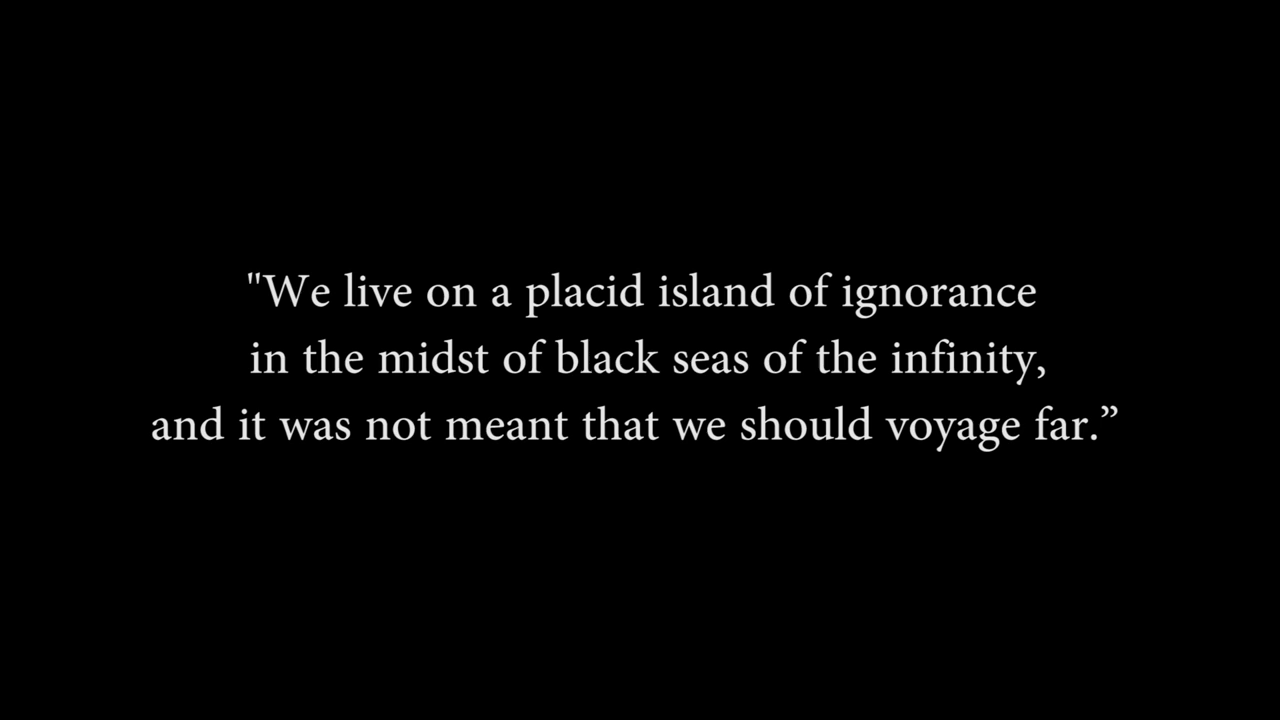 "We live on a placid island of ignorance
in the midst of black seas of the infinity,
and it was not meant that we should voyage far.”